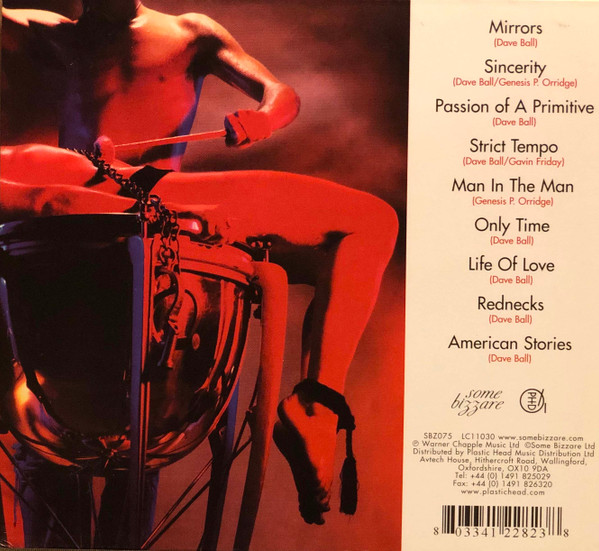 Mirrors
(Dave Ball)
Sincerity
(Dave Ball/Genesis P. Orridge)
Passion of A Primitive
(Dave Ball)
Strict Tempo
(Dave Ball/Gavin Friday)
Man In The Man
(Genesis P. Orridge)
Only Time
(Dave Ball)
Life Of Love
(Dave Ball)
Rednecks
(Dave Ball)
American Stories
(Dave Ball)
some
bizzare
PHD
SBZ075 LC11030 www.somebizzare.com
℗ Warner Chapple Music Ltd ©Some Bizzare Ltd
Distributed by Plastic Head Music Distribution Ltd
Avtech House, Hithercroft Road, Wallingford,
Oxfordshire, OX10 9DA
Tel: +44 (0) 1491 825029
Fax: +44 (0) 1491 826320
www.plastichead.com
8 03341 22823 8